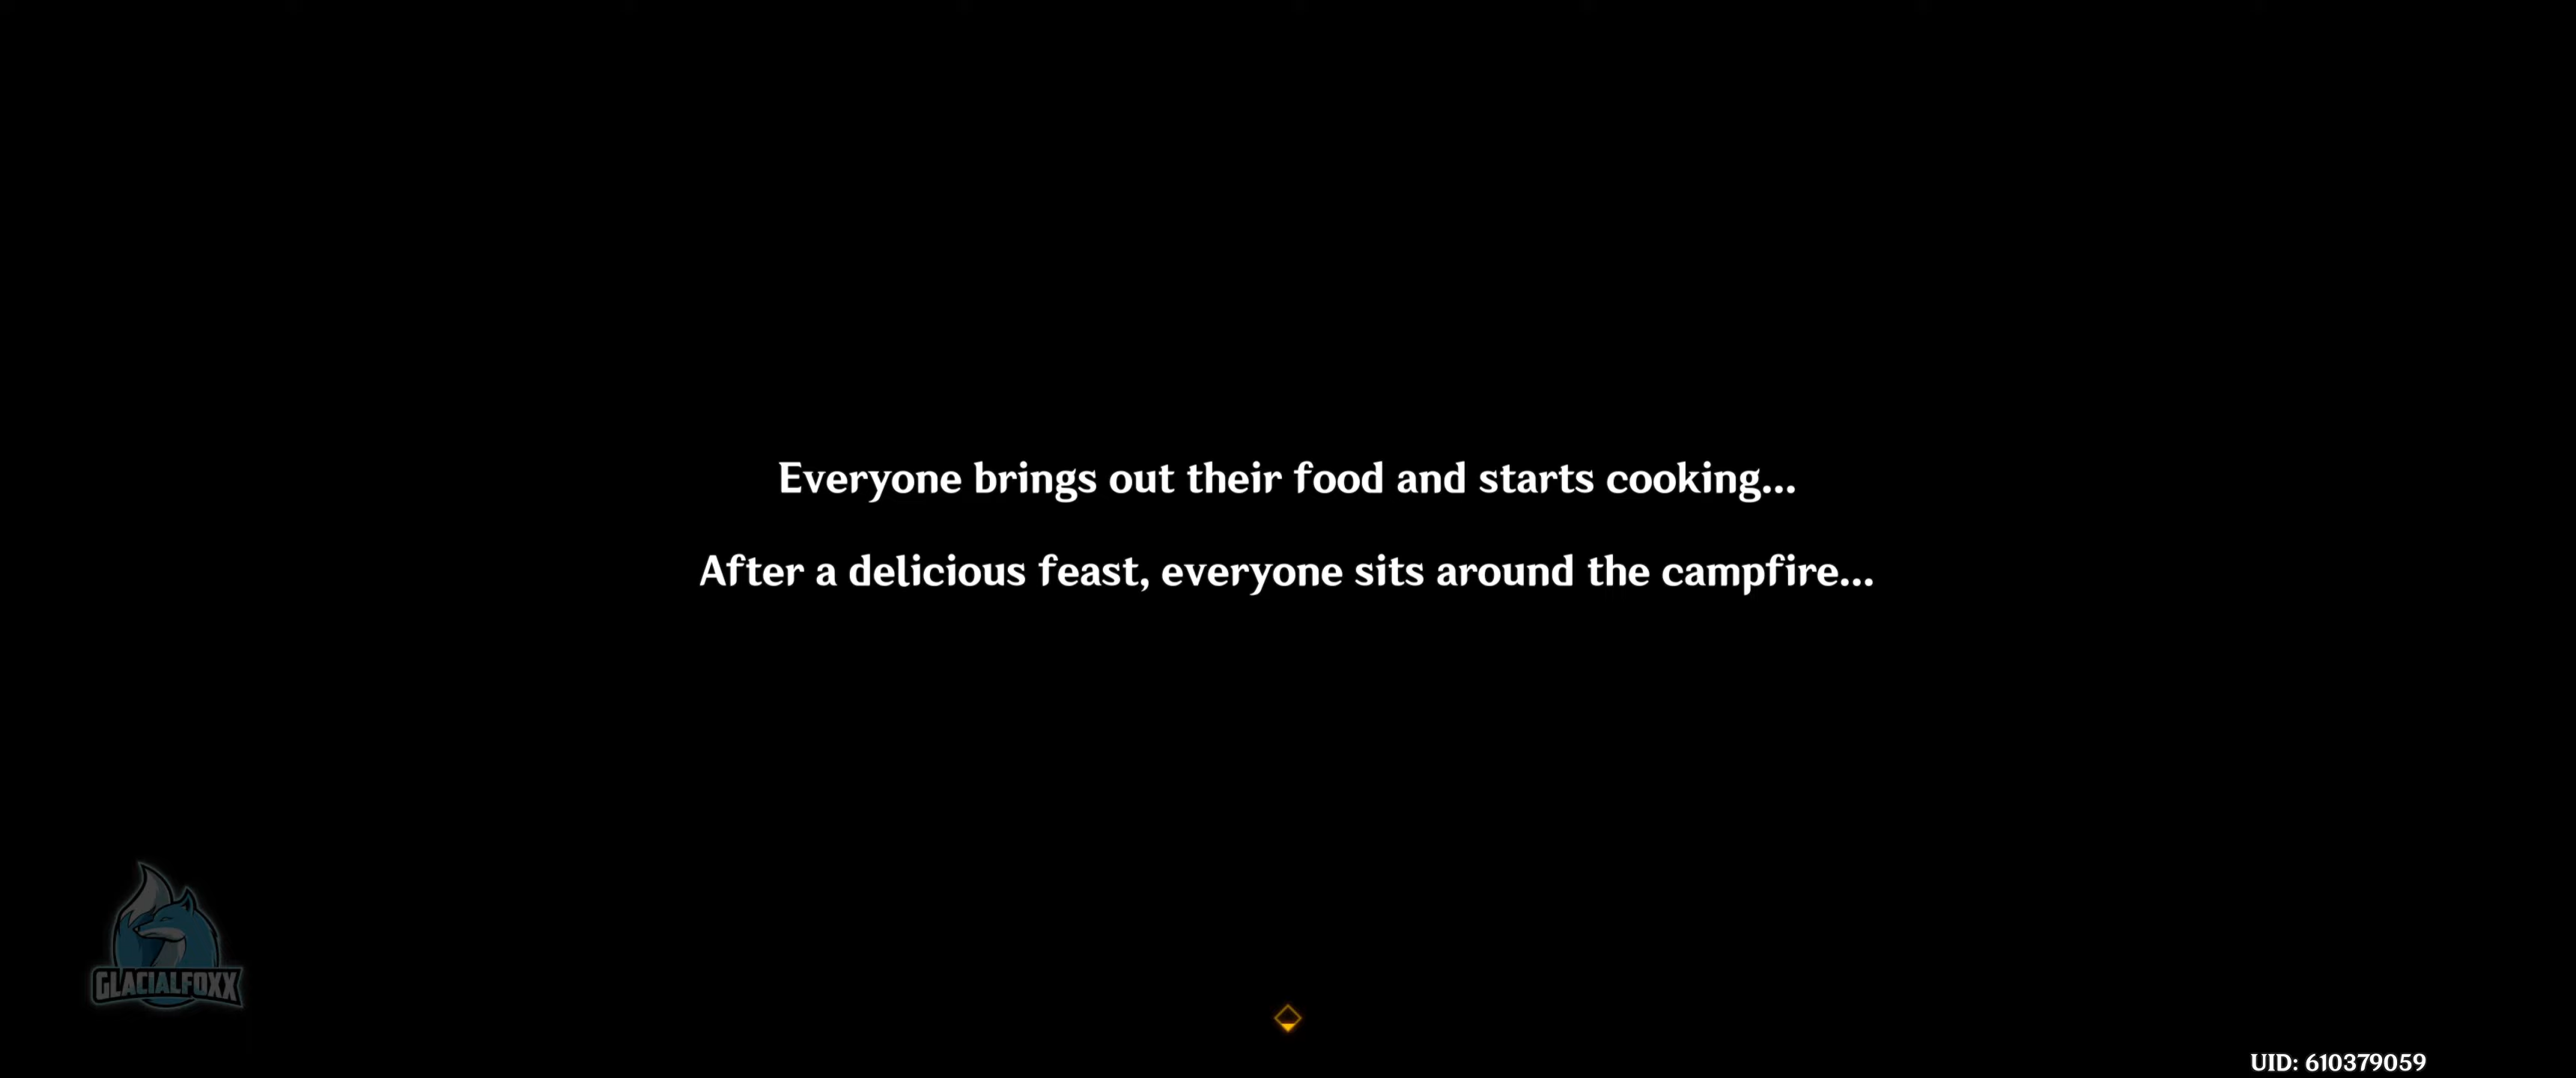 Everyone brings out their food and starts cooking...
After a delicious feast, everyone sits around the campfire...
GLACIALFOXX
UID: 610379059